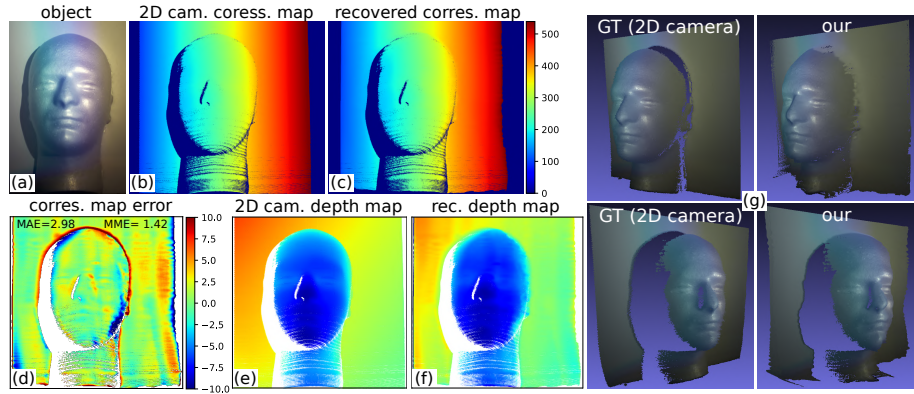 object
2D cam. coress. map
recovered corres. map
(a)
(b)
(c)
500
400
300
200
100
0
corres. map error
2D cam. depth map
rec. depth map
MAE=2.98
MME= 1.42
10.0
7.5
5.0
2.5
0.0
−2.5
−5.0
−7.5
−10.0
(d)
(e)
(f)
GT (2D camera)
our
(g)
GT (2D camera)
our